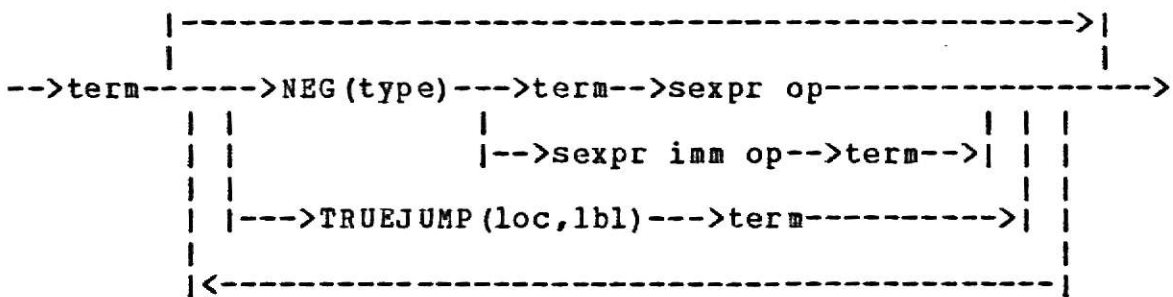 |---------------------------------------------->|
-->term------>NEG(type)--->term-->sexpr op----------------->
|-->sexpr imm op-->term-->|
|--->TRUEJUMP(loc,lbl)--->term---------->|
|<------------------------------------------|